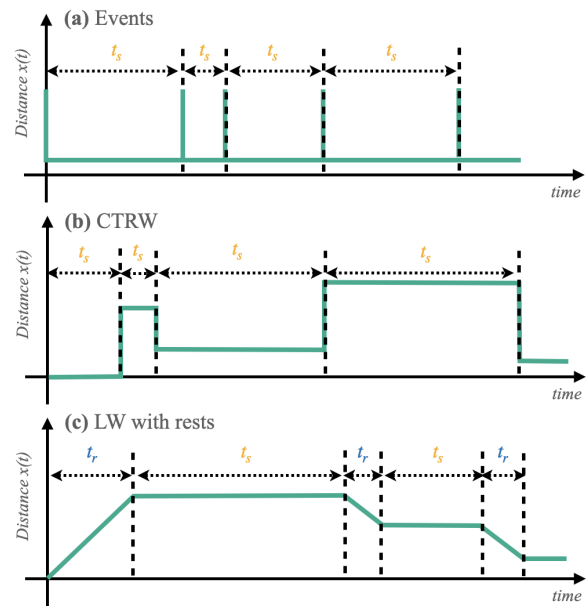 (a) Events
t_s t_s t_s t_s
Distance x(t)
time
(b) CTRW
t_s t_s t_s t_s
Distance x(t)
time
(c) LW with rests
t_r t_s t_r t_s t_r
Distance x(t)
time